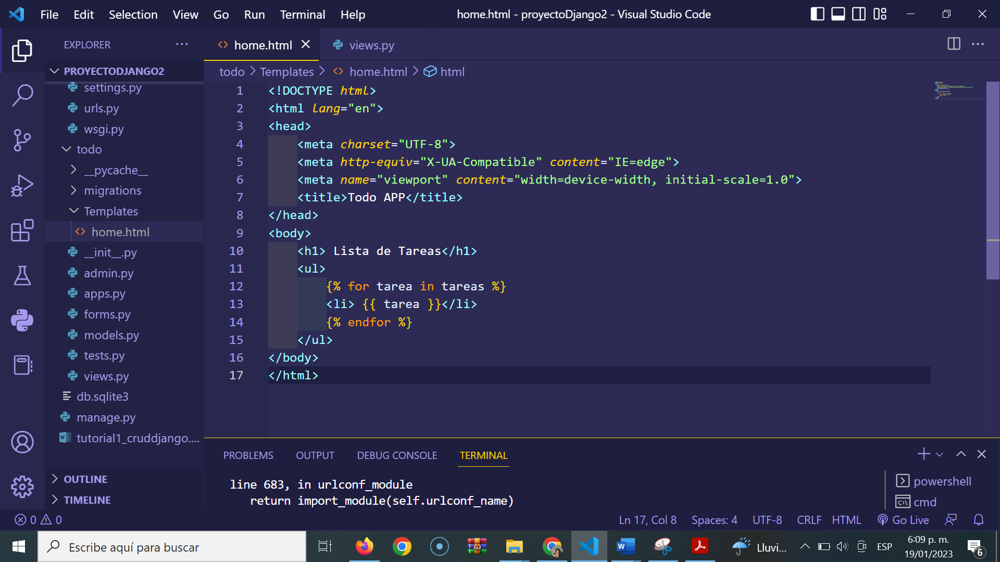 File Edit Selection View Go Run Terminal Help home.html - proyectoDjango2 - Visual Studio Code
EXPLORER ···
PROYECTODJANGO2
settings.py
urls.py
wsgi.py
todo
__pycache__
migrations
Templates
home.html
__init__.py
admin.py
apps.py
forms.py
models.py
tests.py
views.py
db.sqlite3
manage.py
tutorial1_cruddjango....
OUTLINE
TIMELINE
home.html views.py
todo > Templates > home.html > html
1 <!DOCTYPE html>
2 <html lang="en">
3 <head>
4 <meta charset="UTF-8">
5 <meta http-equiv="X-UA-Compatible" content="IE=edge">
6 <meta name="viewport" content="width=device-width, initial-scale=1.0">
7 <title>Todo APP</title>
8 </head>
9 <body>
10 <h1> Lista de Tareas</h1>
11 <ul>
12 {% for tarea in tareas %}
13 <li> {{ tarea }}</li>
14 {% endfor %}
15 </ul>
16 </body>
17 </html>
PROBLEMS OUTPUT DEBUG CONSOLE TERMINAL
line 683, in urlconf_module
return import_module(self.urlconf_name)
powershell
cmd
0 0 Ln 17, Col 8 Spaces: 4 UTF-8 CRLF HTML Go Live
Escribe aquí para buscar
Lluvi... ESP
6:09 p. m.
19/01/2023
6